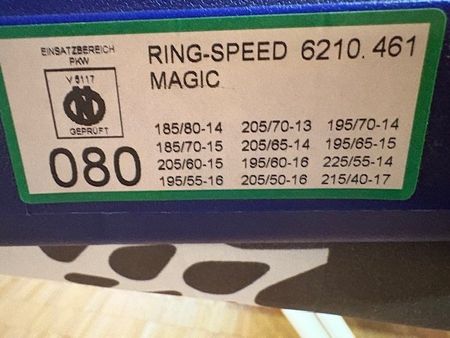 EINSATZBEREICH
PKW
V 5117
GEPRÜFT
080
RING-SPEED 6210. 461
MAGIC
185/80-14 205/70-13 195/70-14
185/70-15 205/65-14 195/65-15
205/60-15 195/60-16 225/55-14
195/55-16 205/50-16 215/40-17